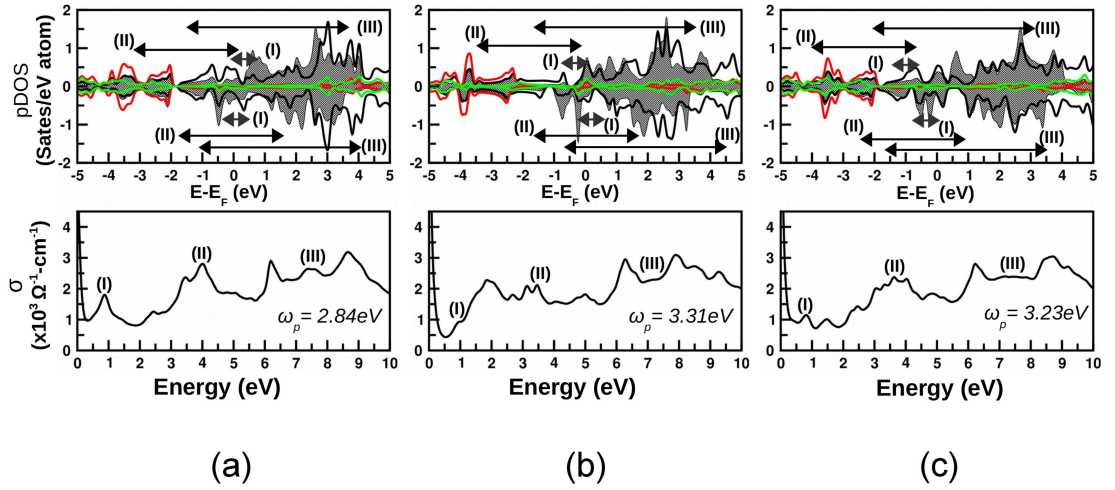 2
1
0
-1
-2
pDOS
(Sates/eV atom)
(III)
(II)
(I)
(I)
(II)
(III)
-5 -4 -3 -2 -1 0 1 2 3 4 5
E-EF (eV)
(III)
(II)
(I)
(I)
(II)
(III)
-5 -4 -3 -2 -1 0 1 2 3 4 5
E-EF (eV)
(III)
(II)
(I)
(I)
(II)
(III)
-5 -4 -3 -2 -1 0 1 2 3 4 5
E-EF (eV)
4
3
2
1
0
σ
(x10³ Ω⁻¹-cm⁻¹)
(I)
(II)
(III)
ωp= 2.84eV
0 1 2 3 4 5 6 7 8 9 10
Energy (eV)
(I)
(II)
(III)
ωp= 3.31eV
0 1 2 3 4 5 6 7 8 9 10
Energy (eV)
(I)
(II)
(III)
ωp= 3.23eV
0 1 2 3 4 5 6 7 8 9 10
Energy (eV)
(a)
(b)
(c)